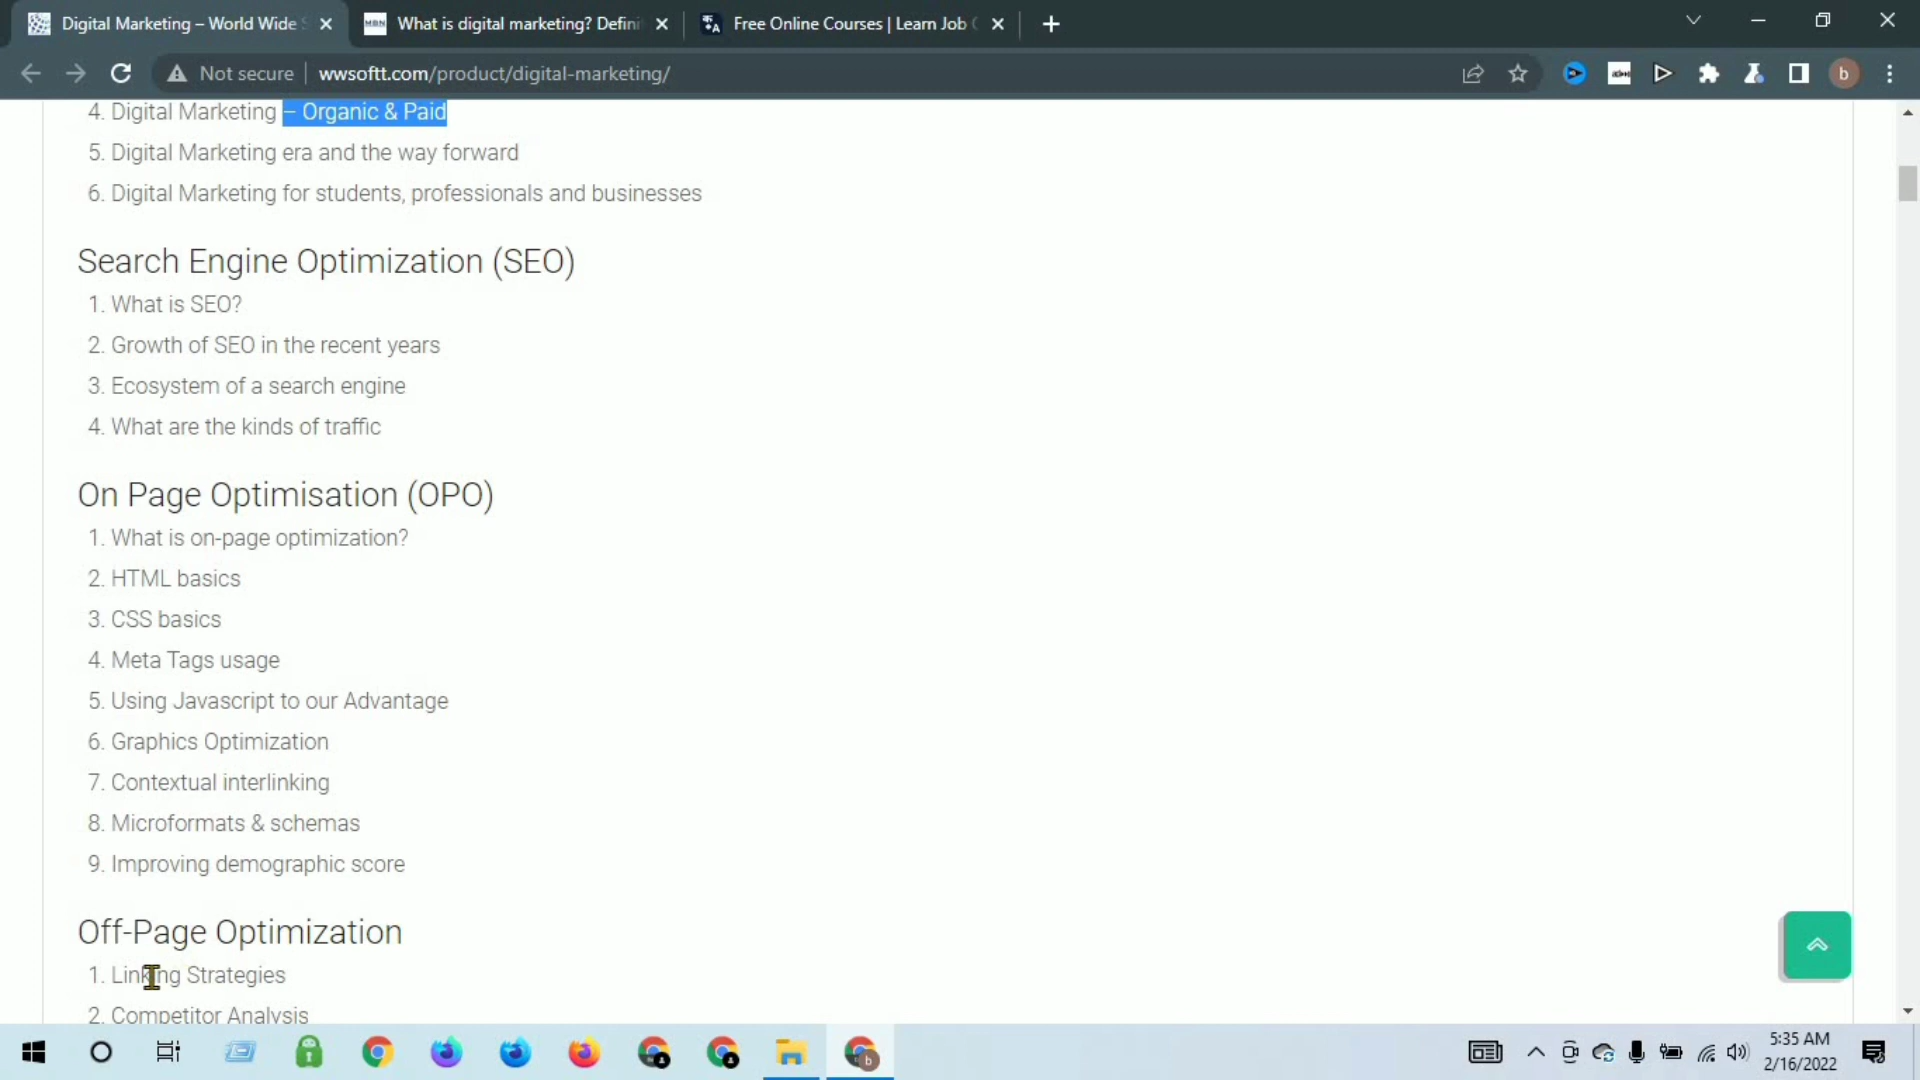 Digital Marketing – World Wide S
What is digital marketing? Defini
Free Online Courses | Learn Job
Not secure
wwsoftt.com/product/digital-marketing/
b
4. Digital Marketing – Organic & Paid
5. Digital Marketing era and the way forward
6. Digital Marketing for students, professionals and businesses
Search Engine Optimization (SEO)
1. What is SEO?
2. Growth of SEO in the recent years
3. Ecosystem of a search engine
4. What are the kinds of traffic
On Page Optimisation (OPO)
1. What is on-page optimization?
2. HTML basics
3. CSS basics
4. Meta Tags usage
5. Using Javascript to our Advantage
6. Graphics Optimization
7. Contextual interlinking
8. Microformats & schemas
9. Improving demographic score
Off-Page Optimization
1. Linking Strategies
2. Competitor Analysis
5:35 AM
2/16/2022